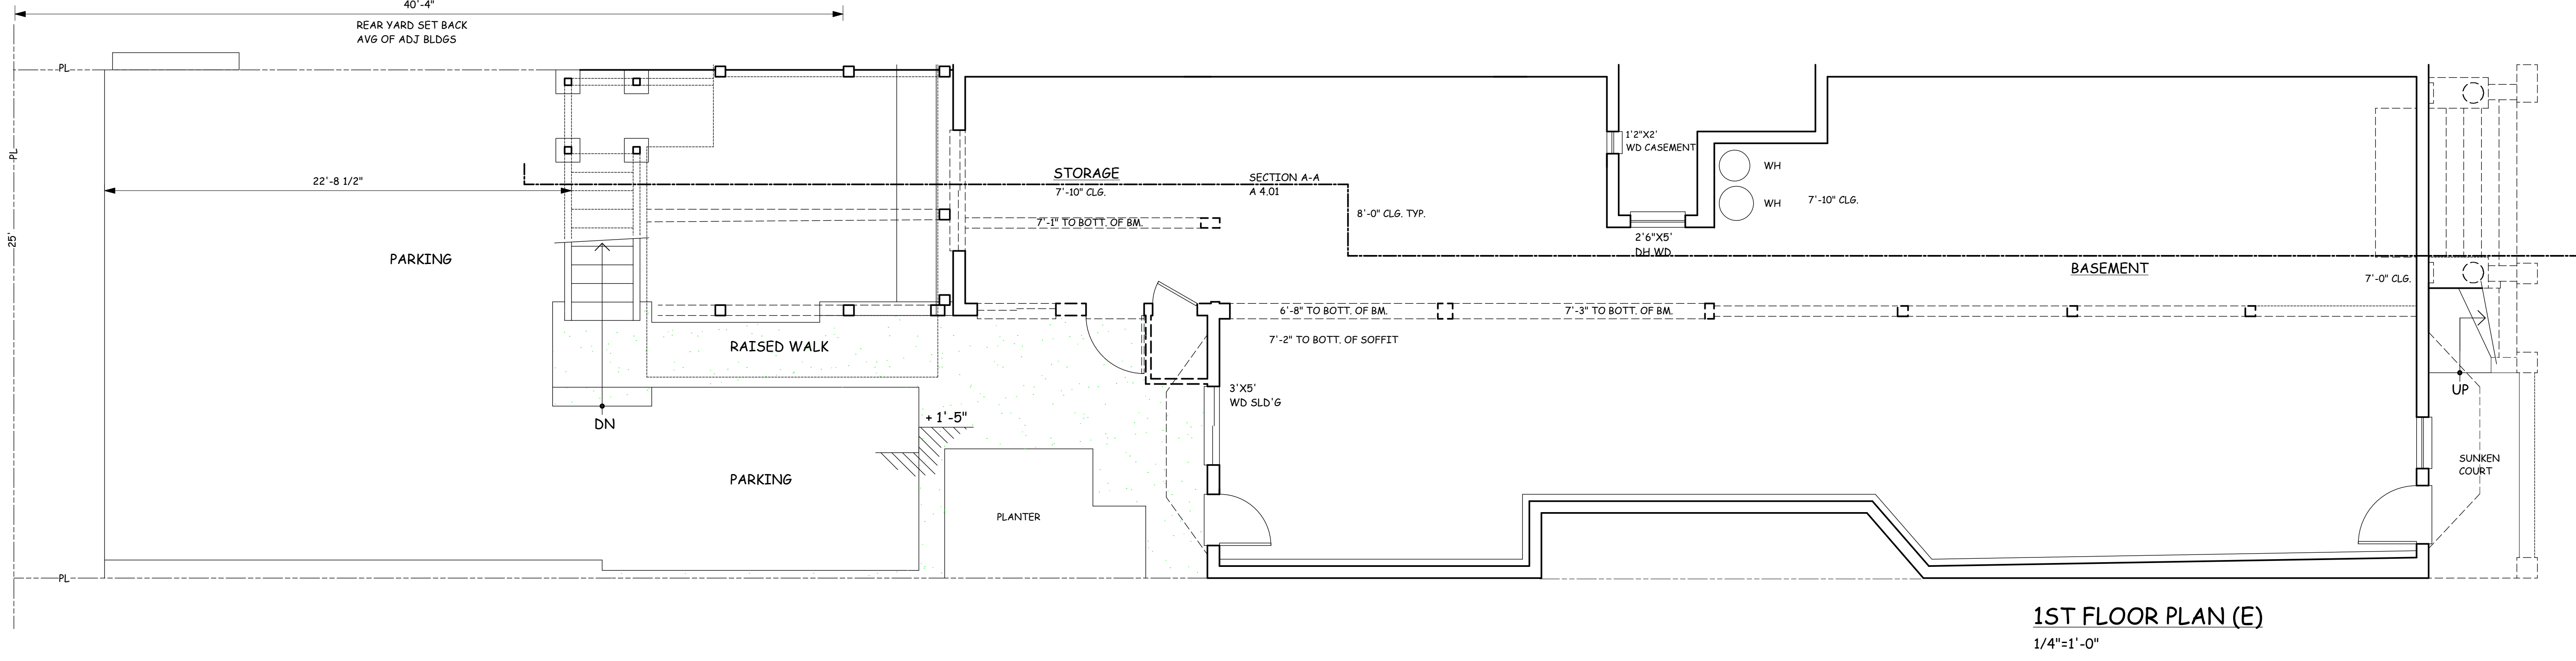 40'-4"
REAR YARD SET BACK
AVG OF ADJ BLDGS
PL
PL
25'
22'-8 1/2"
PARKING
RAISED WALK
DN
+ 1'-5"
PARKING
PLANTER
STORAGE
7'-10" CLG.
7'-1" TO BOTT. OF BM.
SECTION A-A
A 4.01
8'-0" CLG. TYP.
1'2"X2'
WD CASEMENT
WH
WH
7'-10" CLG.
2'6"X5'
DH WD
BASEMENT
7'-0" CLG.
6'-8" TO BOTT. OF BM.
7'-3" TO BOTT. OF BM.
7'-2" TO BOTT. OF SOFFIT
3'X5'
WD SLD'G
UP
SUNKEN
COURT
PL
1ST FLOOR PLAN (E)
1/4"=1'-0"